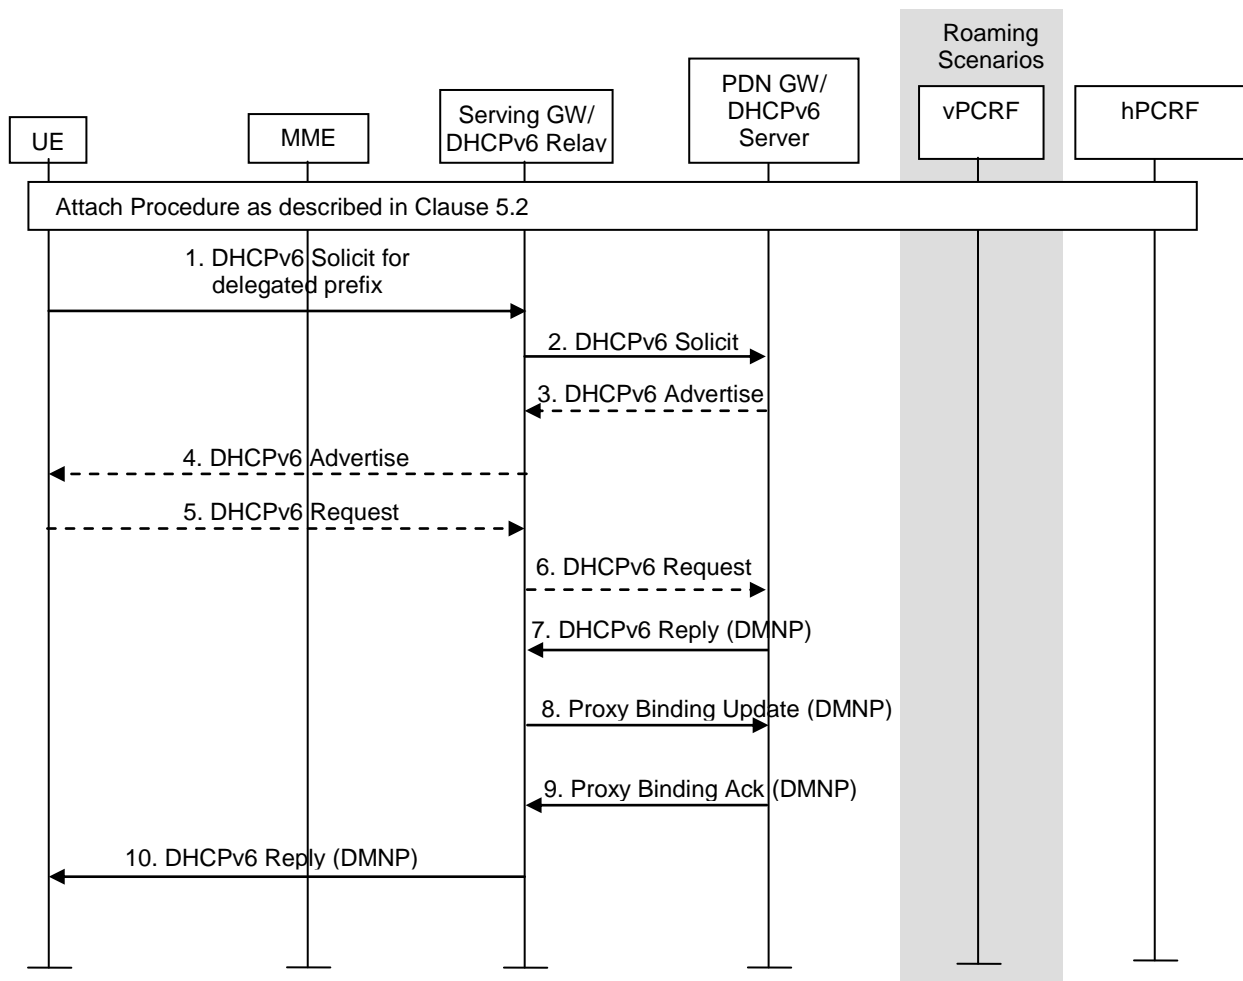 Roaming
Scenarios
UE
MME
Serving GW/
DHCPv6 Relay
PDN GW/
DHCPv6
Server
vPCRF
hPCRF
Attach Procedure as described in Clause 5.2
1. DHCPv6 Solicit for
delegated prefix
2. DHCPv6 Solicit
3. DHCPv6 Advertise
4. DHCPv6 Advertise
5. DHCPv6 Request
6. DHCPv6 Request
7. DHCPv6 Reply (DMNP)
8. Proxy Binding Update (DMNP)
9. Proxy Binding Ack (DMNP)
10. DHCPv6 Reply (DMNP)